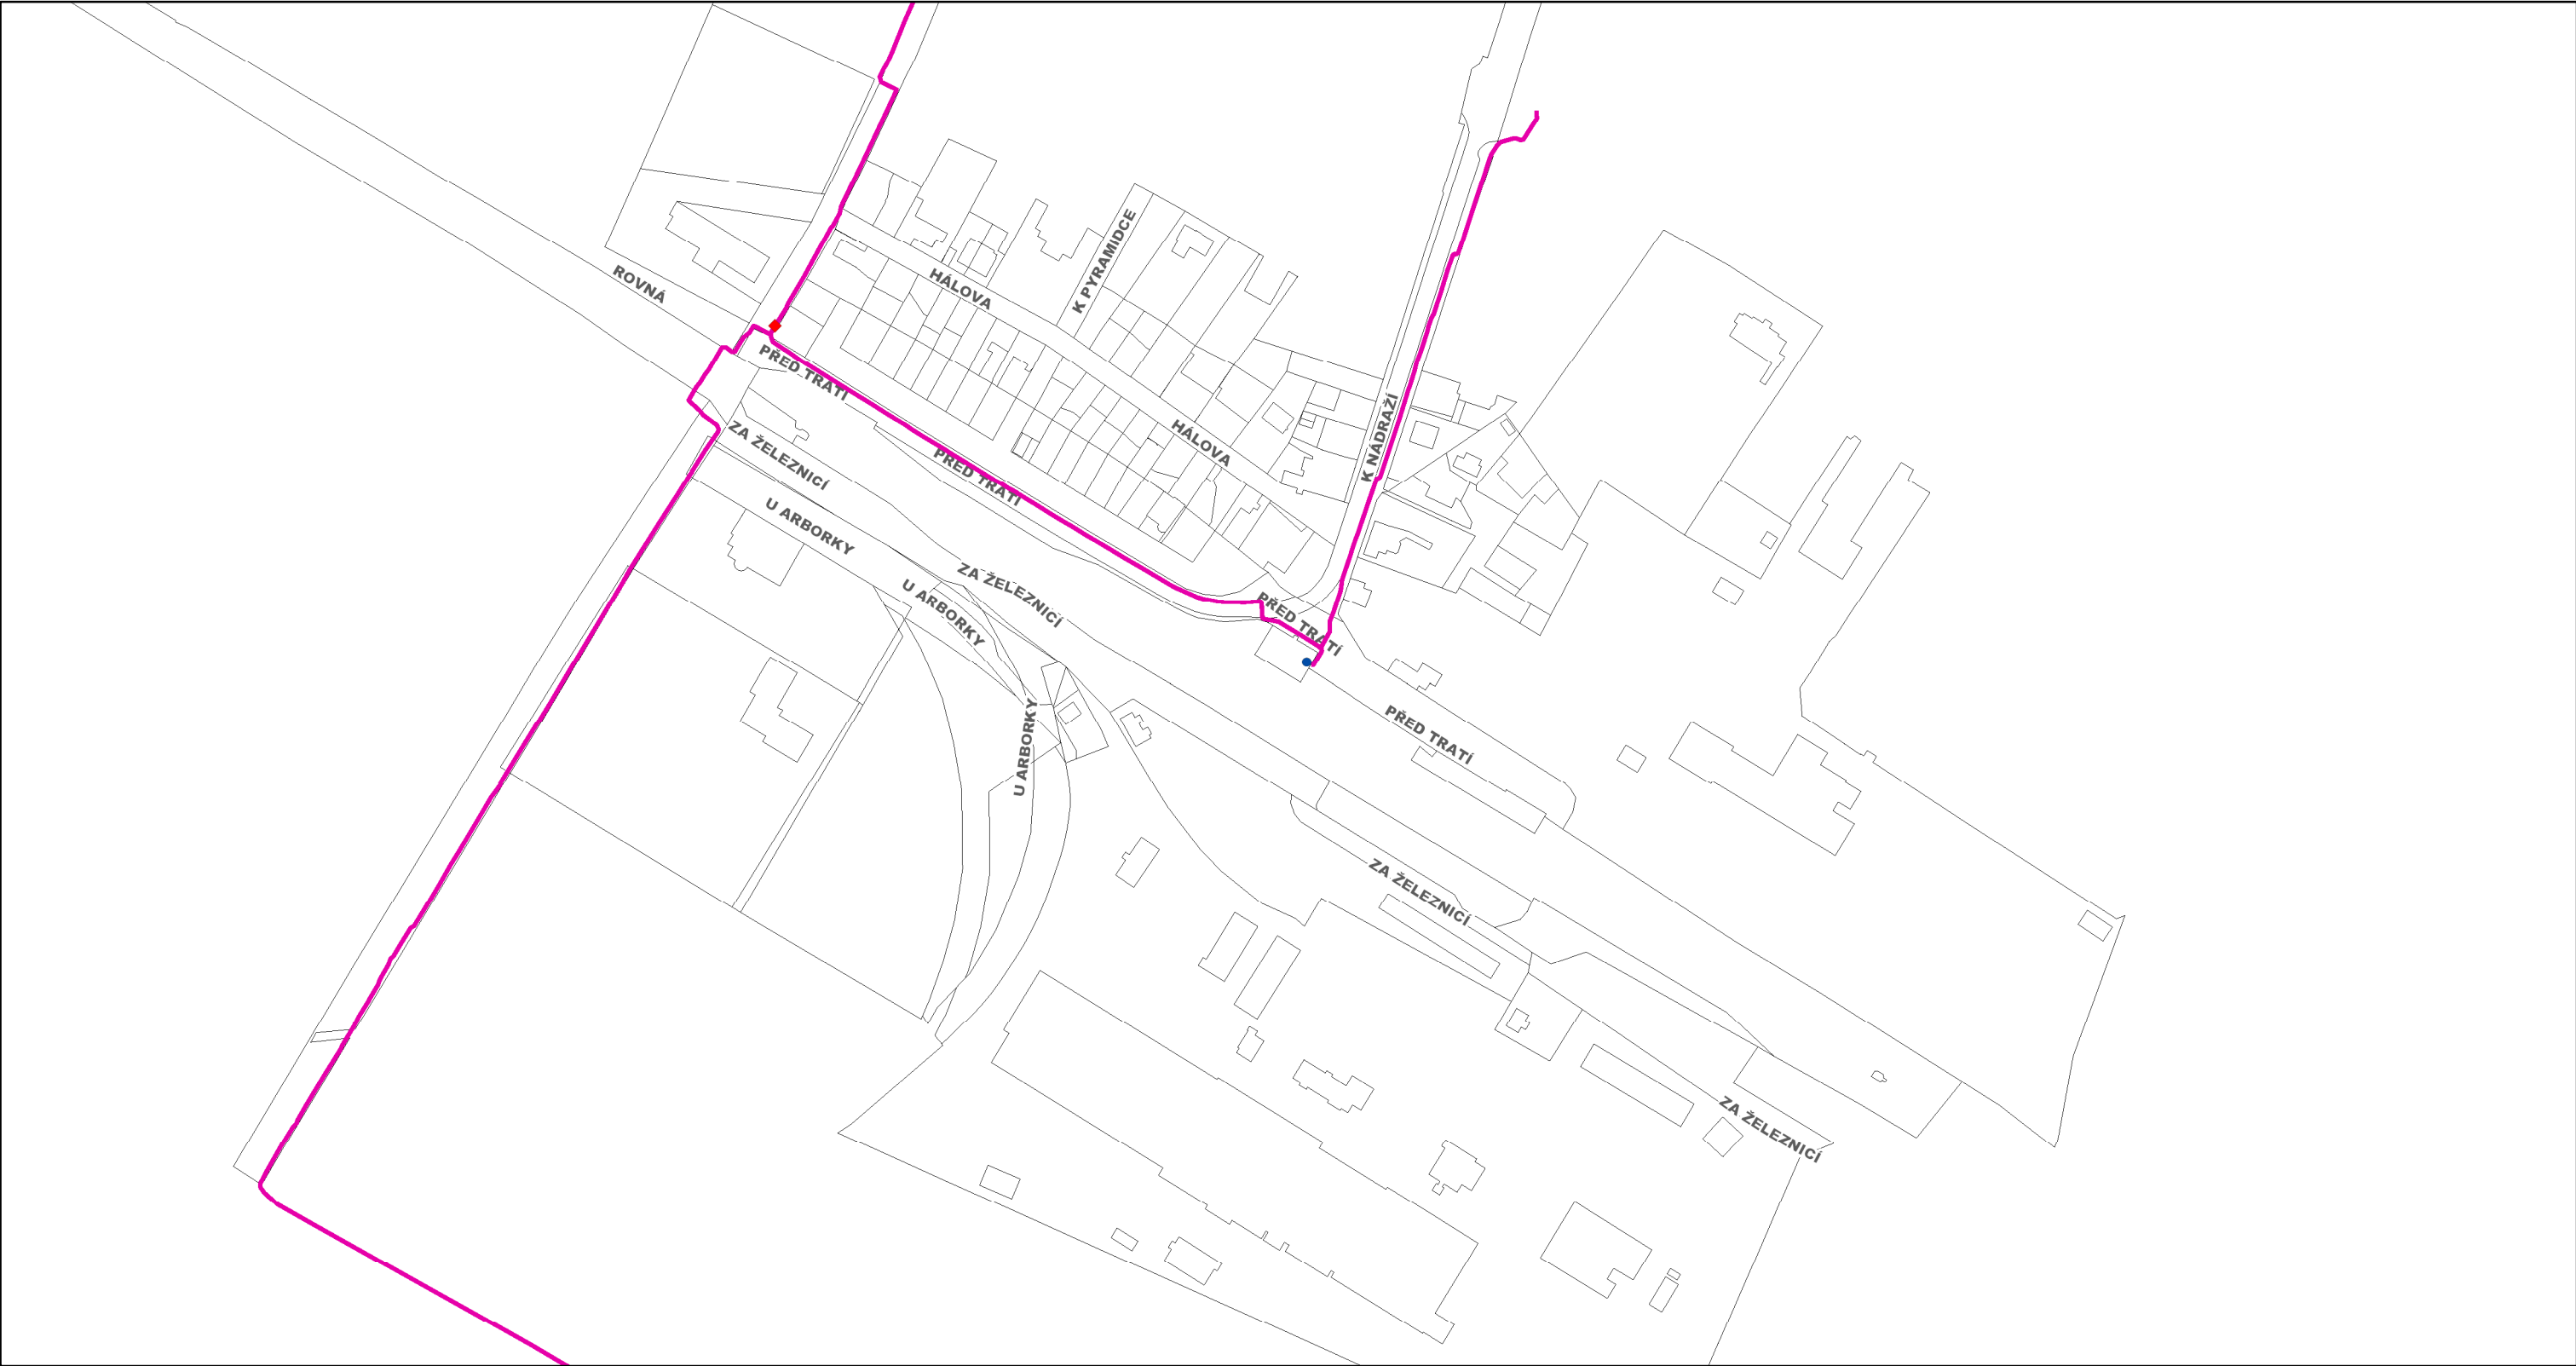 K PYRAMIDCE
ROVNÁ
HÁLOVA
PŘED TRATÍ
K NÁDRAŽÍ
HÁLOVA
ZA ŽELEZNICÍ
PŘED TRATÍ
U ARBORKY
ZA ŽELEZNICÍ
U ARBORKY
PŘED TRATÍ
U ARBORKY
PŘED TRATÍ
ZA ŽELEZNICÍ
ZA ŽELEZNICÍ